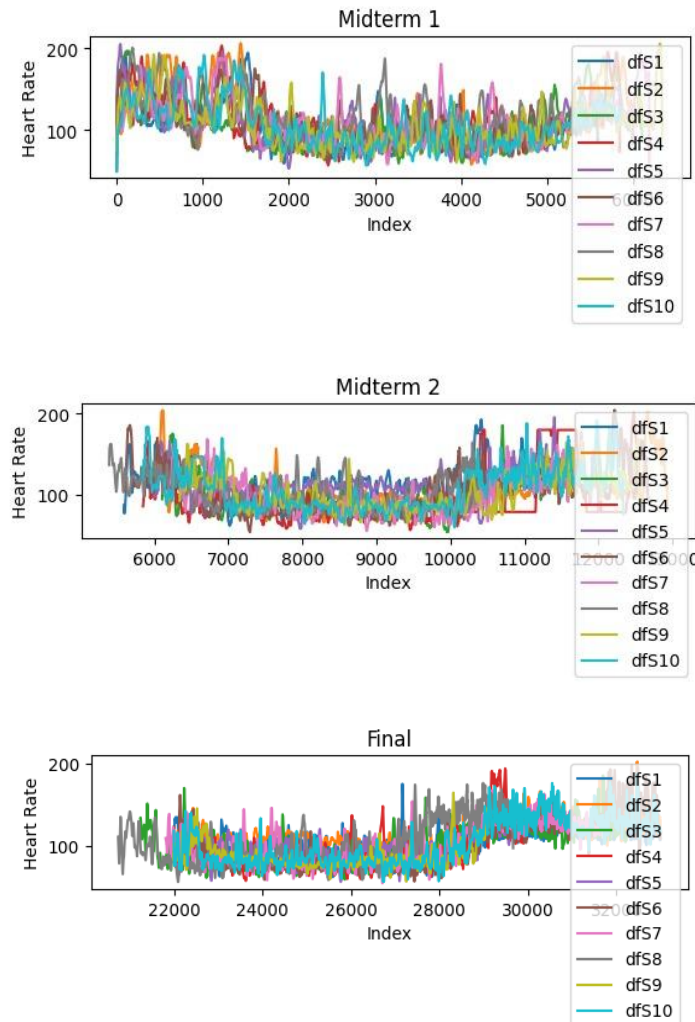 Midterm 1
Heart Rate
200
100
0
1000
2000
3000
4000
5000
Index
dfS1
dfS2
dfS3
dfS4
dfS5
dfS6
dfS7
dfS8
dfS9
dfS10
Midterm 2
Heart Rate
200
100
6000
7000
8000
9000
10000
11000
12000
Index
dfS1
dfS2
dfS3
dfS4
dfS5
dfS6
dfS7
dfS8
dfS9
dfS10
Final
Heart Rate
200
100
22000
24000
26000
28000
30000
32000
Index
dfS1
dfS2
dfS3
dfS4
dfS5
dfS6
dfS7
dfS8
dfS9
dfS10